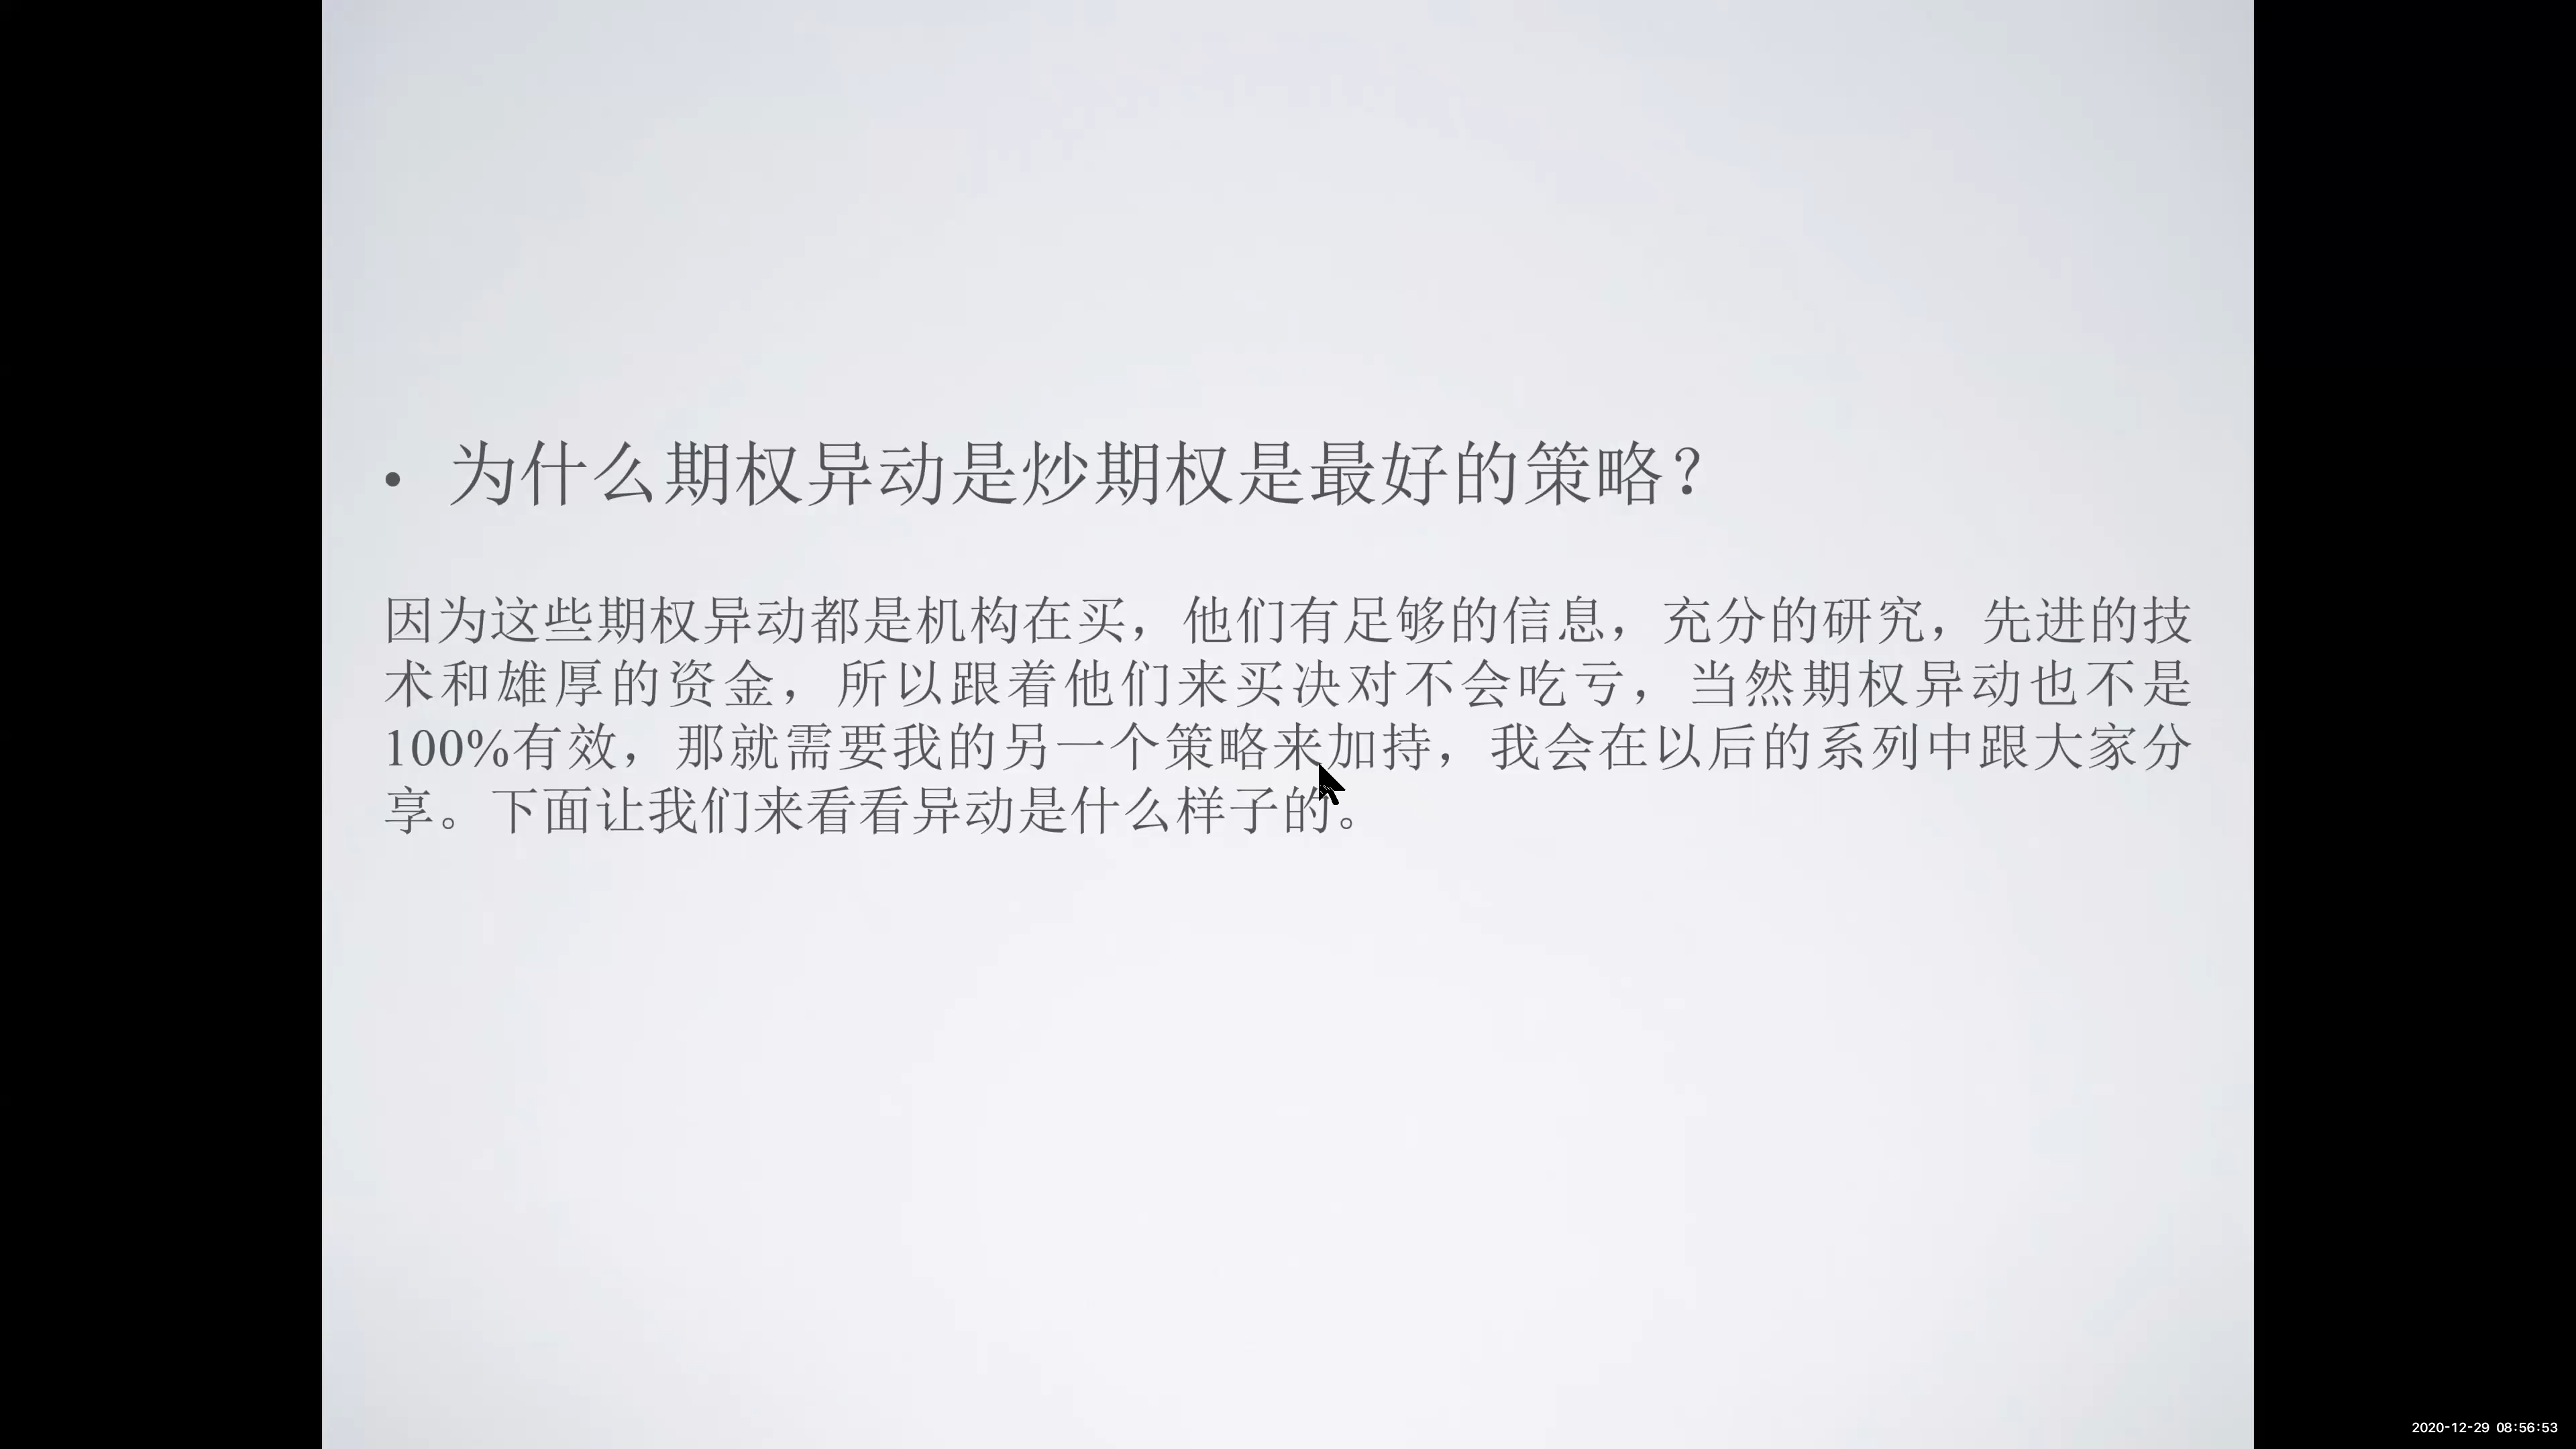 • 为什么期权异动是炒期权是最好的策略？
因为这些期权异动都是机构在买，他们有足够的信息，充分的研究，先进的技
术和雄厚的资金，所以跟着他们来买决对不会吃亏，当然期权异动也不是
100%有效，那就需要我的另一个策略来加持，我会在以后的系列中跟大家分
享。下面让我们来看看异动是什么样子的。
2020-12-29 08:56:53